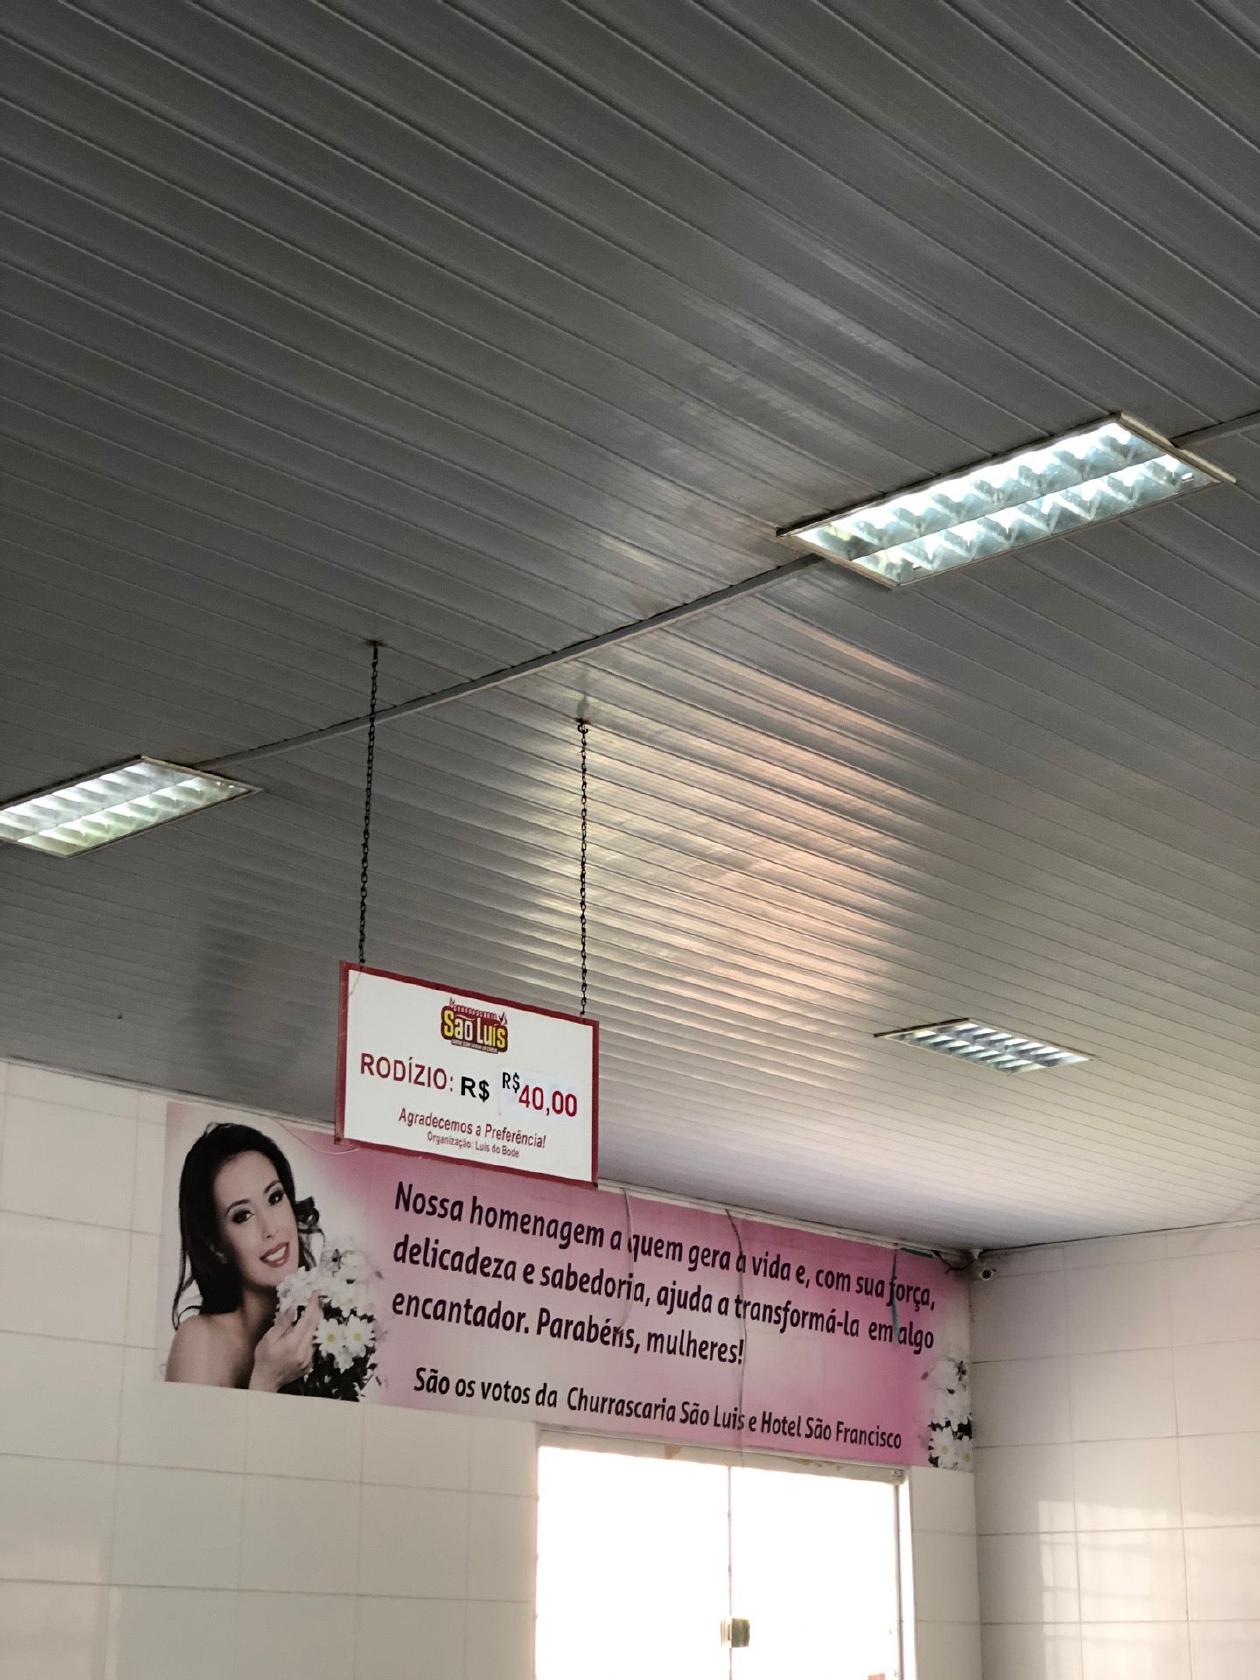 São Luís
RODÍZIO: R$ R$ 40,00
Agradecemos a Preferência!
Organização: Luis do Bode
Nossa homenagem a quem gera a vida e, com sua força,
delicadeza e sabedoria, ajuda a transformá-la em algo
encantador. Parabéns, mulheres!
São os votos da Churrascaria São Luis e Hotel São Francisco